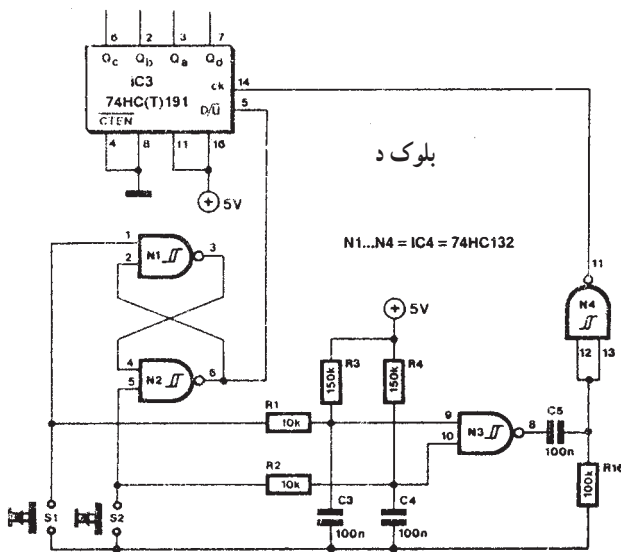 6 2 3 7
Qc Qb Qa Qd
iC3
ck 14
74HC(T)191
D/U̅ 5
C̅T̅E̅N̅
4 8 11 16
5V
بلوک د
N1...N4 = IC4 = 74HC132
1
N1 3
2
11
N4
12 13
5V
4
N2 6
5
R3 150k
R4 150k
R1 10k
9
N3 8
10
C5 100n
R2 10k
R16 100k
C3 100n
C4 100n
S1 S2